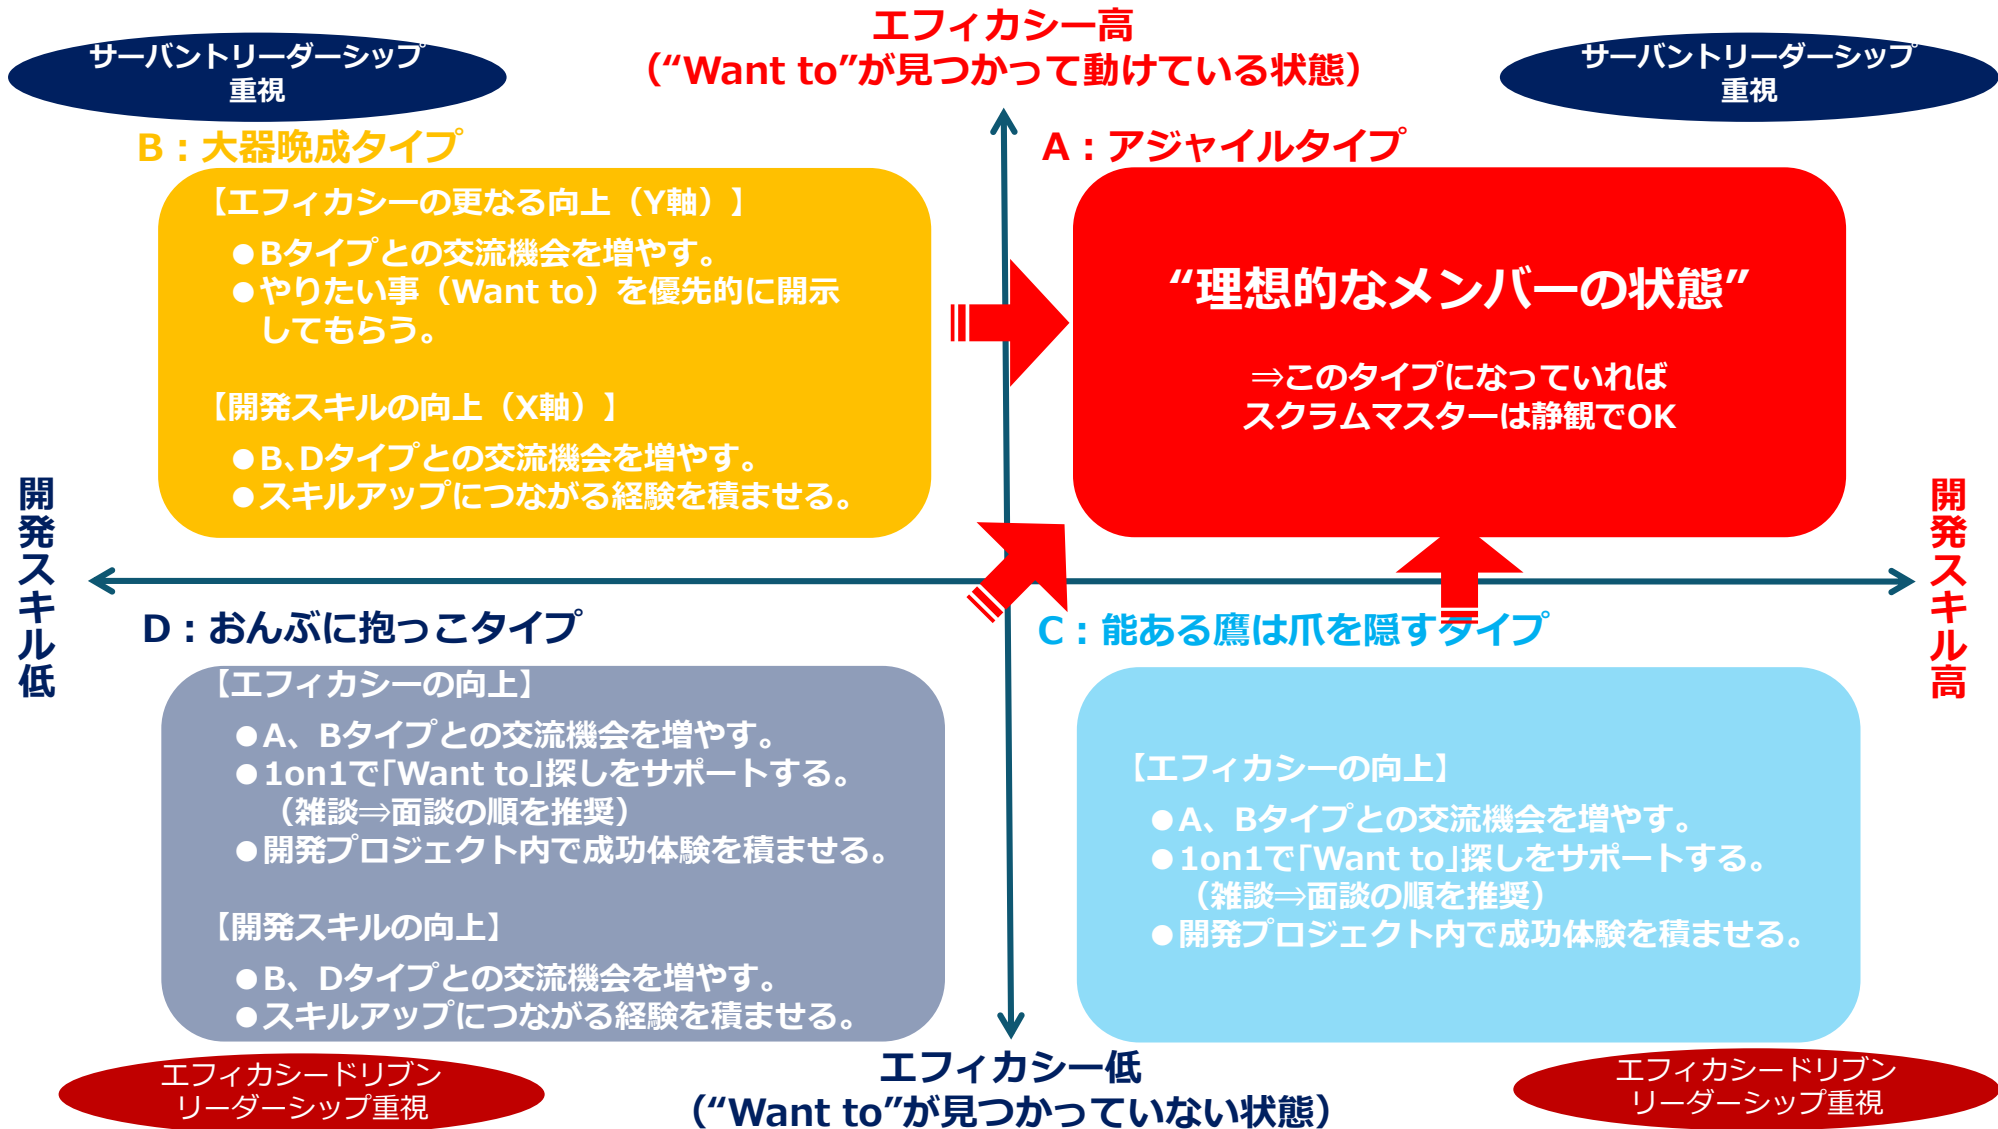 エフィカシー高
（“Want to”が見つかって動けている状態）
サーバントリーダーシップ
重視
サーバントリーダーシップ
重視
B：大器晩成タイプ
【エフィカシーの更なる向上（Y軸）】
●Bタイプとの交流機会を増やす。
●やりたい事（Want to）を優先的に開示
してもらう。
【開発スキルの向上（X軸）】
●B、Dタイプとの交流機会を増やす。
●スキルアップにつながる経験を積ませる。
A：アジャイルタイプ
“理想的なメンバーの状態”
⇒このタイプになっていれば
スクラムマスターは静観でOK
開発スキル低
開発スキル高
D：おんぶに抱っこタイプ
【エフィカシーの向上】
●A、Bタイプとの交流機会を増やす。
●1on1で｢Want to｣探しをサポートする。
（雑談⇒面談の順を推奨）
●開発プロジェクト内で成功体験を積ませる。
【開発スキルの向上】
●B、Dタイプとの交流機会を増やす。
●スキルアップにつながる経験を積ませる。
C：能ある鷹は爪を隠すタイプ
【エフィカシーの向上】
●A、Bタイプとの交流機会を増やす。
●1on1で｢Want to｣探しをサポートする。
（雑談⇒面談の順を推奨）
●開発プロジェクト内で成功体験を積ませる。
エフィカシードリブン
リーダーシップ重視
エフィカシー低
（“Want to”が見つかっていない状態）
エフィカシードリブン
リーダーシップ重視